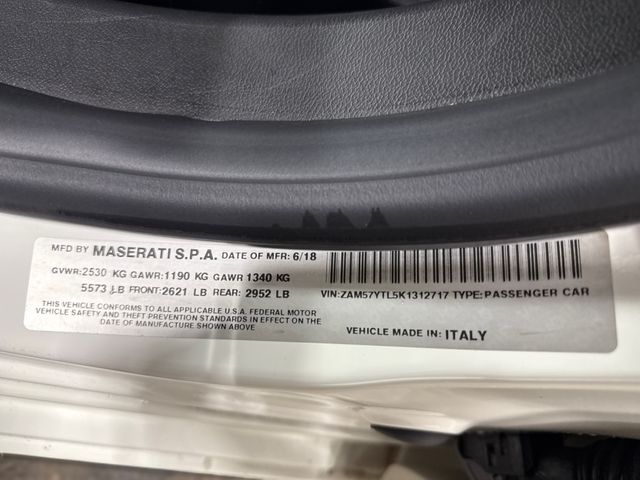 MFD BY MASERATI S.P.A. DATE OF MFR: 6/18
GVWR:2530 KG GAWR:1190 KG GAWR 1340 KG
5573 LB FRONT:2621 LB REAR: 2952 LB
THIS VEHICLE CONFORMS TO ALL APPLICABLE U.S.A. FEDERAL MOTOR
VEHICLE SAFETY AND THEFT PREVENTION STANDARDS IN EFFECT ON THE
DATE OF MANUFACTURE SHOWN ABOVE
VIN:ZAM57YTL5K1312717 TYPE:PASSENGER CAR
VEHICLE MADE IN: ITALY